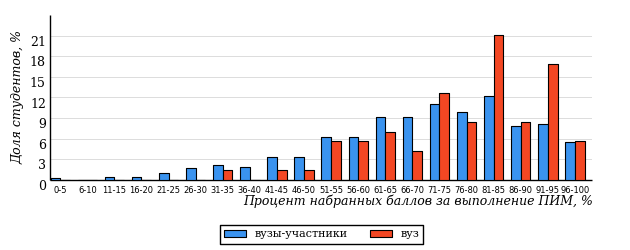 Доля студентов, %
21
18
15
12
9
6
3
0
0-5 6-10 11-15 16-20 21-25 26-30 31-35 36-40 41-45 46-50 51-55 56-60 61-65 66-70 71-75 76-80 81-85 86-90 91-95 96-100
Процент набранных баллов за выполнение ПИМ, %
вузы-участники вуз